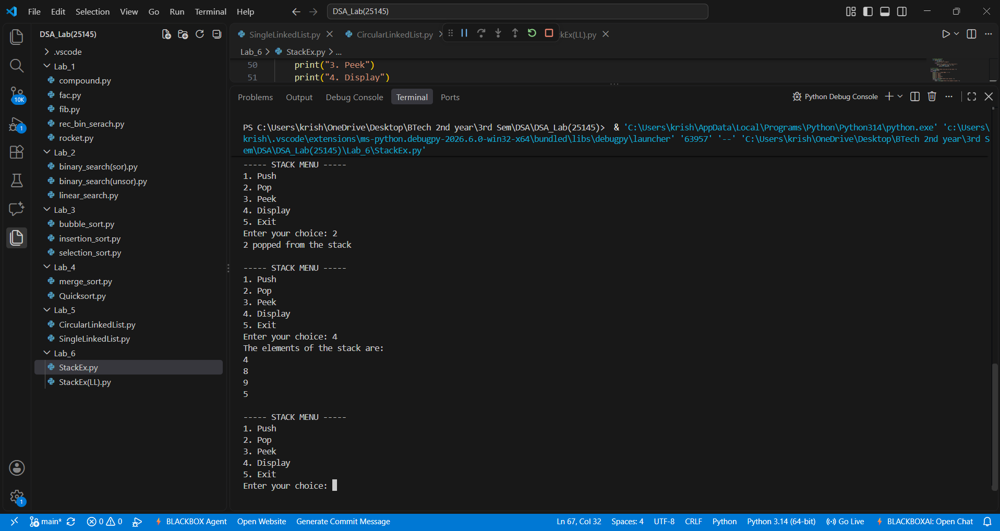 File Edit Selection View Go Run Terminal Help
DSA_Lab(25145)
DSA_Lab(25145)
.vscode
Lab_1
compound.py
fac.py
fib.py
rec_bin_serach.py
rocket.py
Lab_2
binary_search(sor).py
binary_search(unsor).py
linear_search.py
Lab_3
bubble_sort.py
insertion_sort.py
selection_sort.py
Lab_4
merge_sort.py
Quicksort.py
Lab_5
CircularLinkedList.py
SingleLinkedList.py
Lab_6
StackEx.py
StackEx(LL).py
10K
1
1
SingleLinkedList.py CircularLinkedList.py kEx(LL).py
Lab_6 > StackEx.py > ...
50 print("3. Peek")
51 print("4. Display")
Problems Output Debug Console Terminal Ports
Python Debug Console
PS C:\Users\krish\OneDrive\Desktop\BTech 2nd year\3rd Sem\DSA\DSA_Lab(25145)> & 'C:\Users\krish\AppData\Local\Programs\Python\Python314\python.exe' 'c:\Users\
krish\.vscode\extensions\ms-python.debugpy-2026.6.0-win32-x64\bundled\libs\debugpy\launcher' '63957' '--' 'C:\Users\krish\OneDrive\Desktop\BTech 2nd year\3rd S
em\DSA\DSA_Lab(25145)\Lab_6\StackEx.py'
----- STACK MENU -----
1. Push
2. Pop
3. Peek
4. Display
5. Exit
Enter your choice: 2
2 popped from the stack
----- STACK MENU -----
1. Push
2. Pop
3. Peek
4. Display
5. Exit
Enter your choice: 4
The elements of the stack are:
4
8
9
5
----- STACK MENU -----
1. Push
2. Pop
3. Peek
4. Display
5. Exit
Enter your choice:
main* 0 0 BLACKBOX Agent Open Website Generate Commit Message Ln 67, Col 32 Spaces: 4 UTF-8 CRLF Python Python 3.14 (64-bit) Go Live BLACKBOXAI: Open Chat